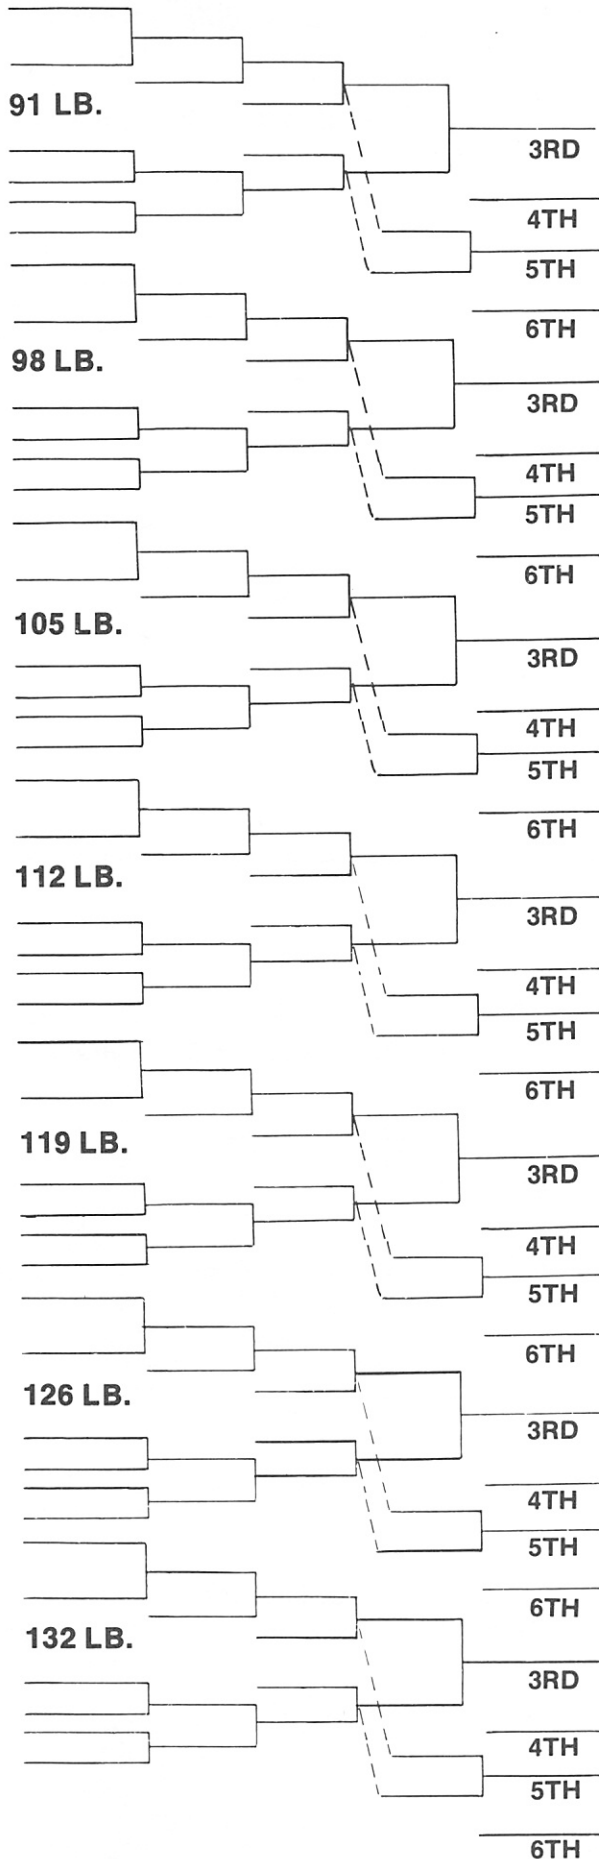 91 LB.
3RD
4TH
5TH
6TH
98 LB.
3RD
4TH
5TH
6TH
105 LB.
3RD
4TH
5TH
6TH
112 LB.
3RD
4TH
5TH
6TH
119 LB.
3RD
4TH
5TH
6TH
126 LB.
3RD
4TH
5TH
6TH
132 LB.
3RD
4TH
5TH
6TH